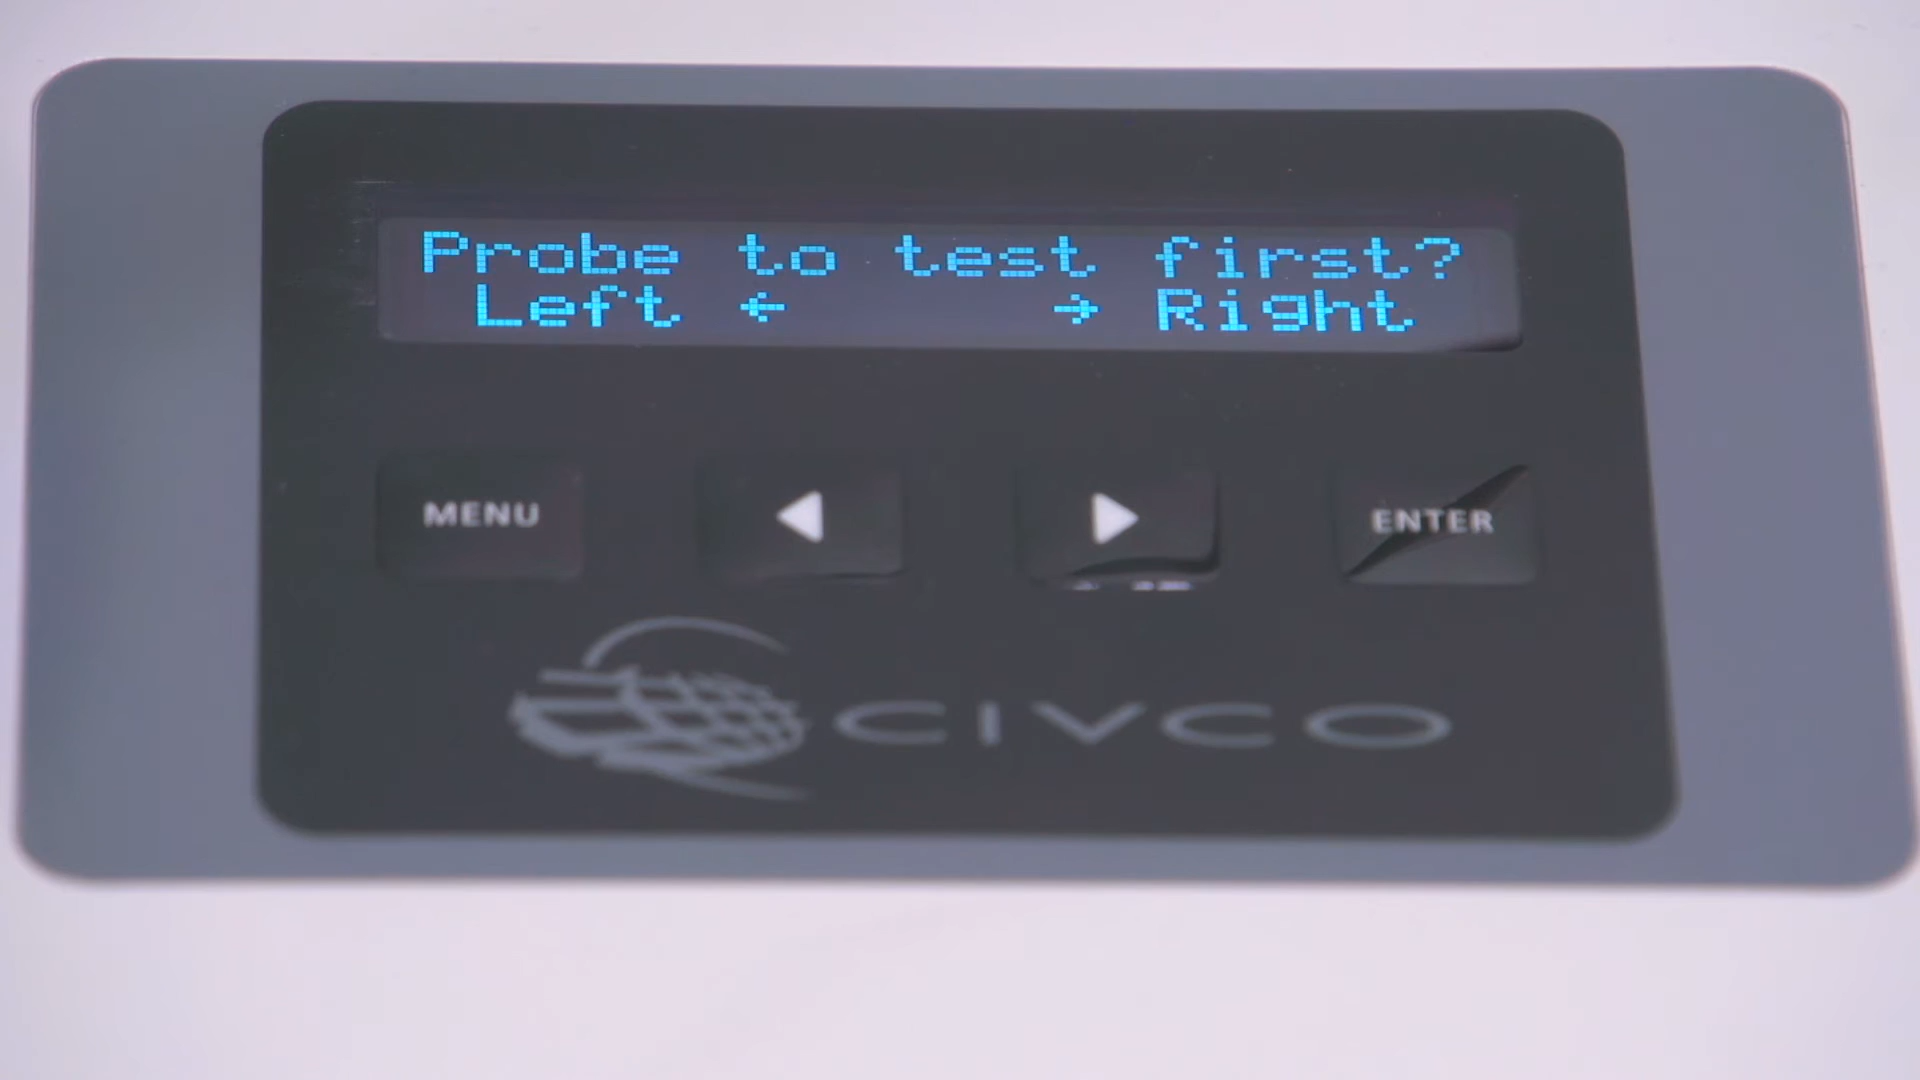 Probe to test first?
Left ← → Right
MENU ENTER
CIVCO